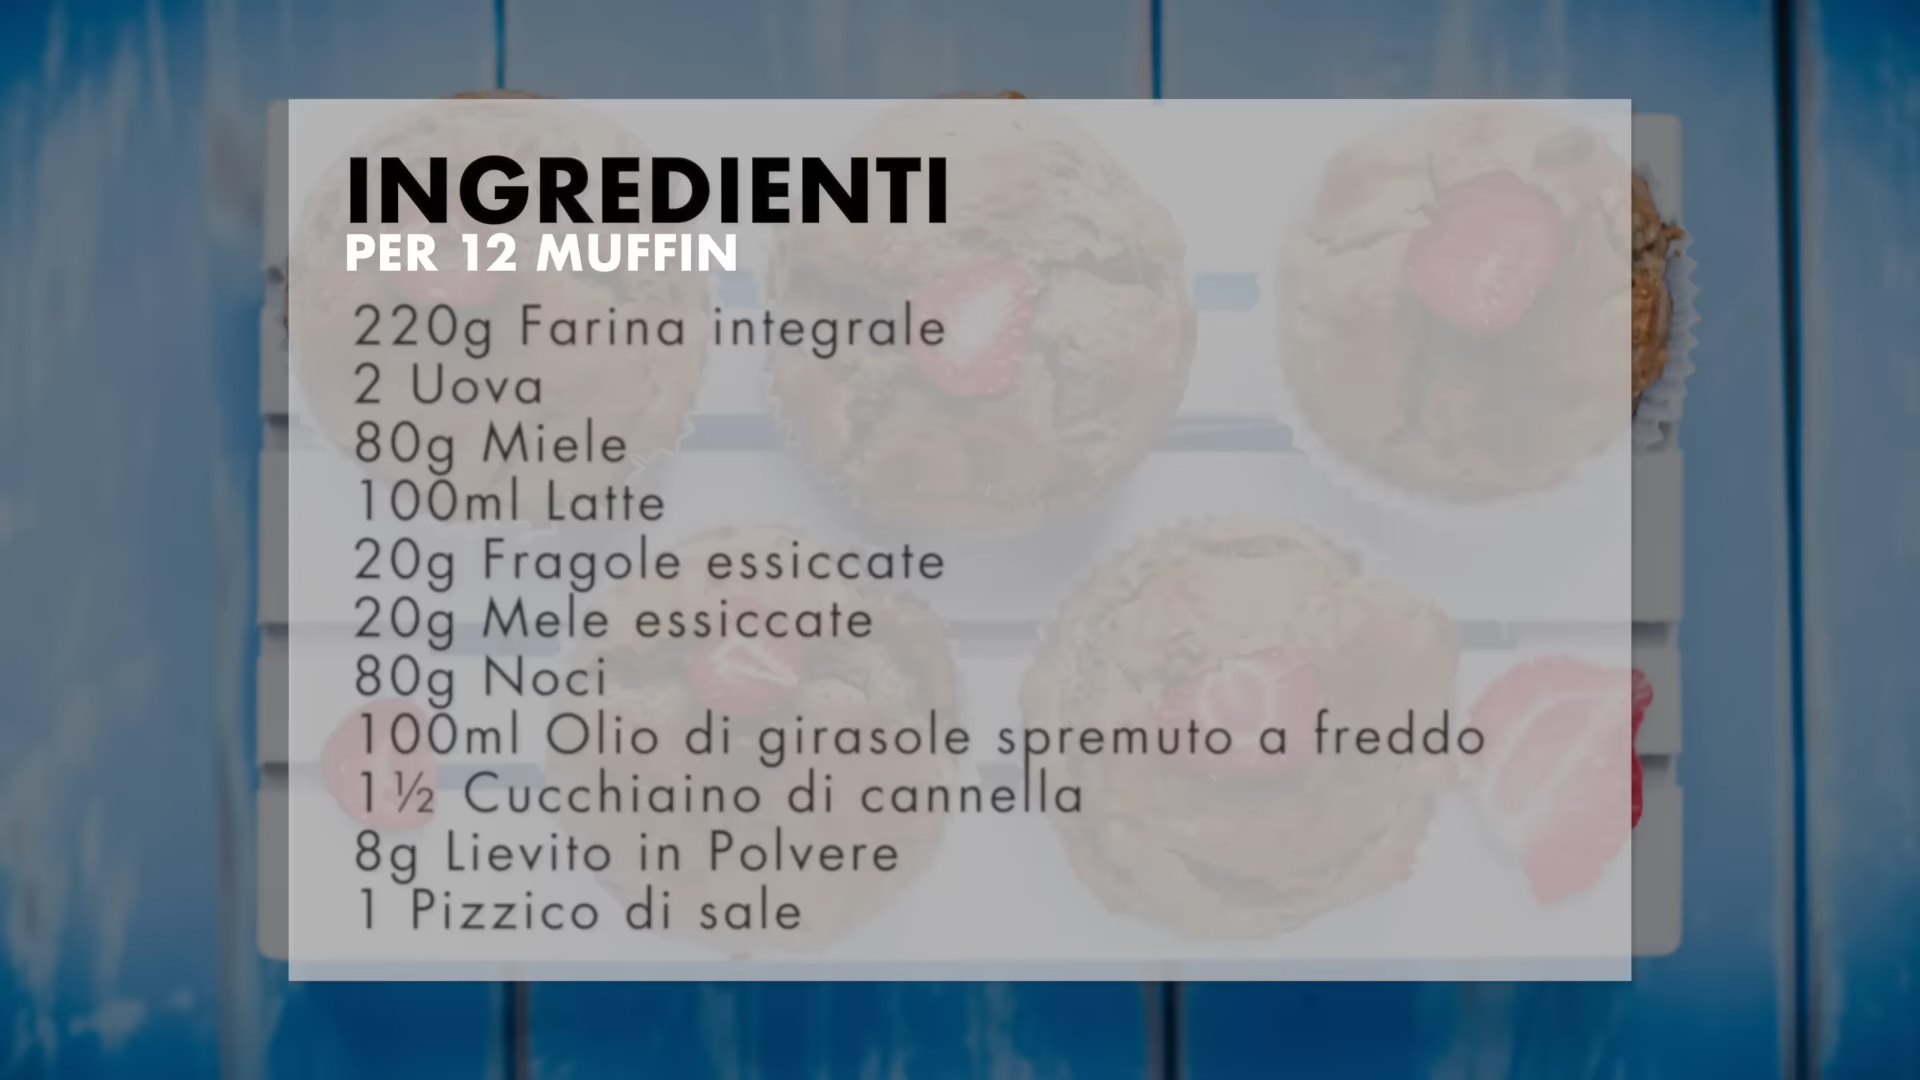 INGREDIENTI
PER 12 MUFFIN
220g Farina integrale
2 Uova
80g Miele
100ml Latte
20g Fragole essiccate
20g Mele essiccate
80g Noci
100ml Olio di girasole spremuto a freddo
1 ½ Cucchiaino di cannella
8g Lievito in Polvere
1 Pizzico di sale